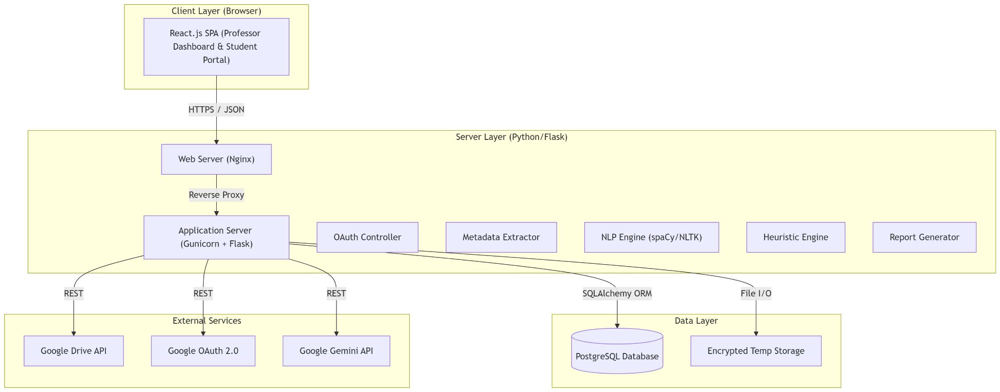 Client Layer (Browser)
React.js SPA (Professor
Dashboard & Student
Portal)
HTTPS / JSON
Server Layer (Python/Flask)
Web Server (Nginx)
Reverse Proxy
Application Server
(Gunicorn + Flask)
OAuth Controller
Metadata Extractor
NLP Engine (spaCy/NLTK)
Heuristic Engine
Report Generator
REST
REST
REST
SQLAlchemy ORM
File I/O
External Services
Google Drive API
Google OAuth 2.0
Google Gemini API
Data Layer
PostgreSQL Database
Encrypted Temp Storage